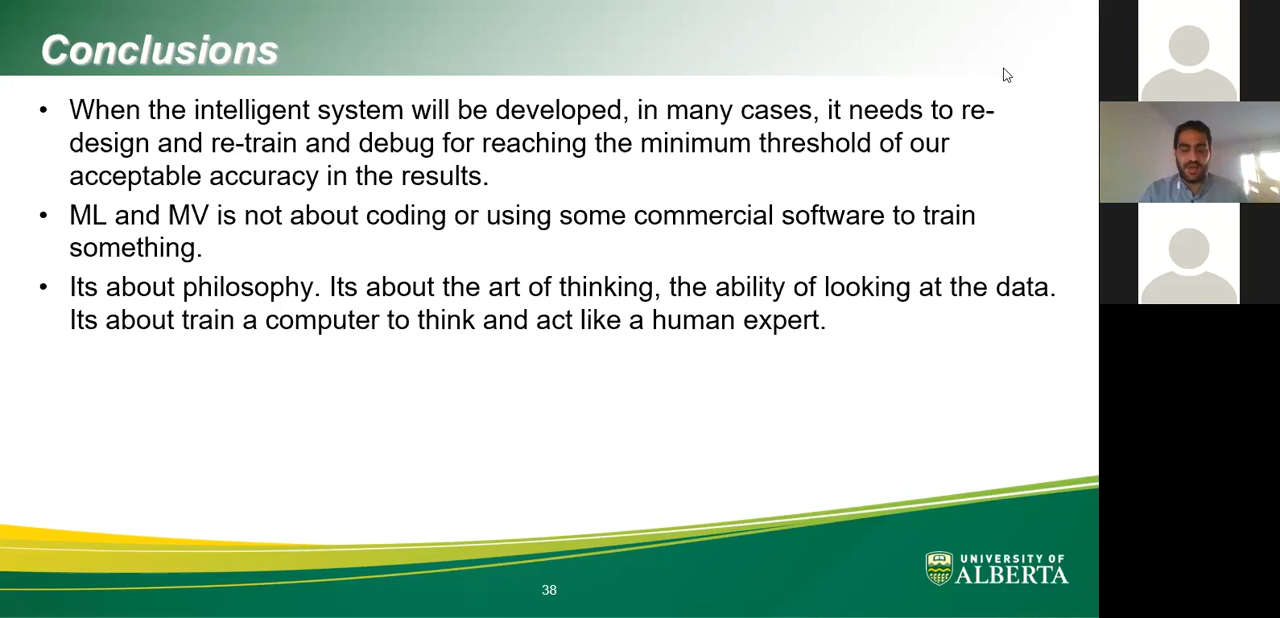 Conclusions
• When the intelligent system will be developed, in many cases, it needs to re-
design and re-train and debug for reaching the minimum threshold of our
acceptable accuracy in the results.
• ML and MV is not about coding or using some commercial software to train
something.
• Its about philosophy. Its about the art of thinking, the ability of looking at the data.
Its about train a computer to think and act like a human expert.
38
UNIVERSITY OF
ALBERTA